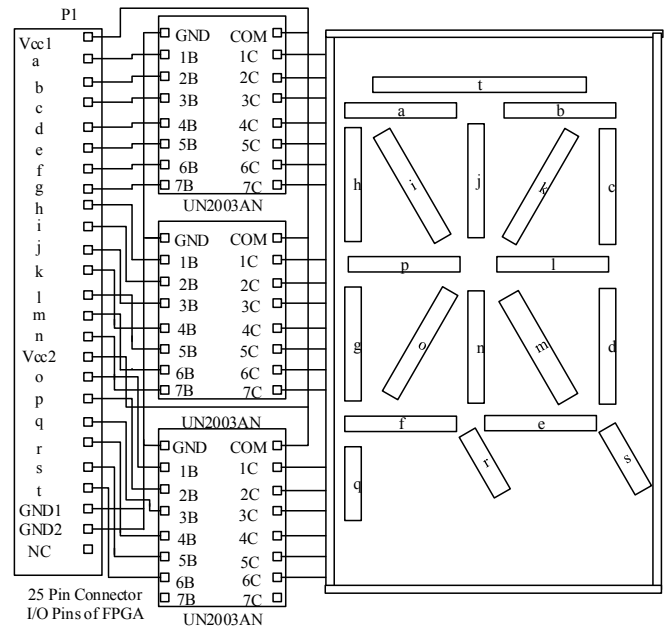 P1
Vcc1
a
b
c
d
e
f
g
h
i
j
k
l
m
n
Vcc2
o
p
q
r
s
t
GND1
GND2
NC
25 Pin Connector
I/O Pins of FPGA
GND COM
1B 1C
2B 2C
3B 3C
4B 4C
5B 5C
6B 6C
7B 7C
UN2003AN
GND COM
1B 1C
2B 2C
3B 3C
4B 4C
5B 5C
6B 6C
7B 7C
UN2003AN
GND COM
1B 1C
2B 2C
3B 3C
4B 4C
5B 5C
6B 6C
7B 7C
UN2003AN
t
a b
h i j k c
p l
g o n m d
f e
q r s